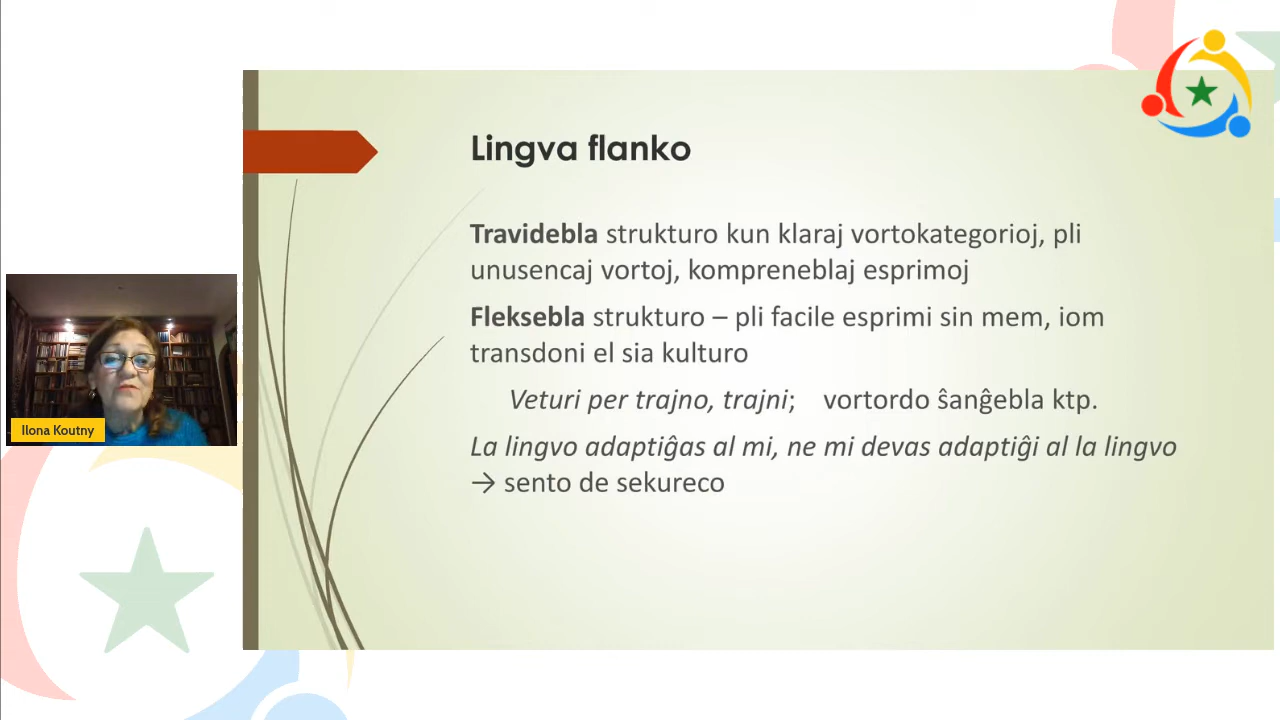 Lingva flanko
Travidebla strukturo kun klaraj vortokategorioj, pli
unusencaj vortoj, kompreneblaj esprimoj
Fleksebla strukturo – pli facile esprimi sin mem, iom
transdoni el sia kulturo
Veturi per trajno, trajni; vortordo ŝanĝebla ktp.
La lingvo adaptiĝas al mi, ne mi devas adaptiĝi al la lingvo
→ sento de sekureco
Ilona Koutny